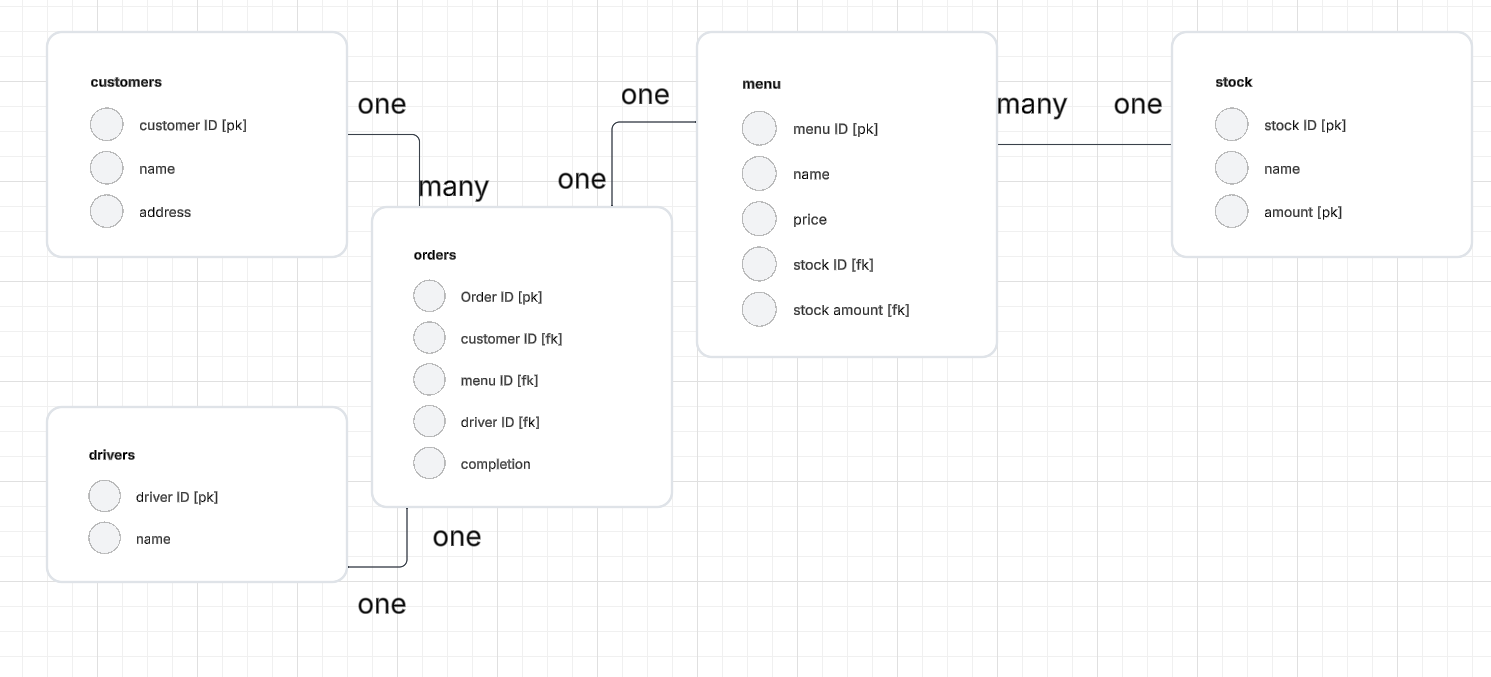 customers
customer ID [pk]
name
address
one
many
one
one
menu
menu ID [pk]
name
price
stock ID [fk]
stock amount [fk]
many
one
stock
stock ID [pk]
name
amount [pk]
orders
Order ID [pk]
customer ID [fk]
menu ID [fk]
driver ID [fk]
completion
drivers
driver ID [pk]
name
one
one